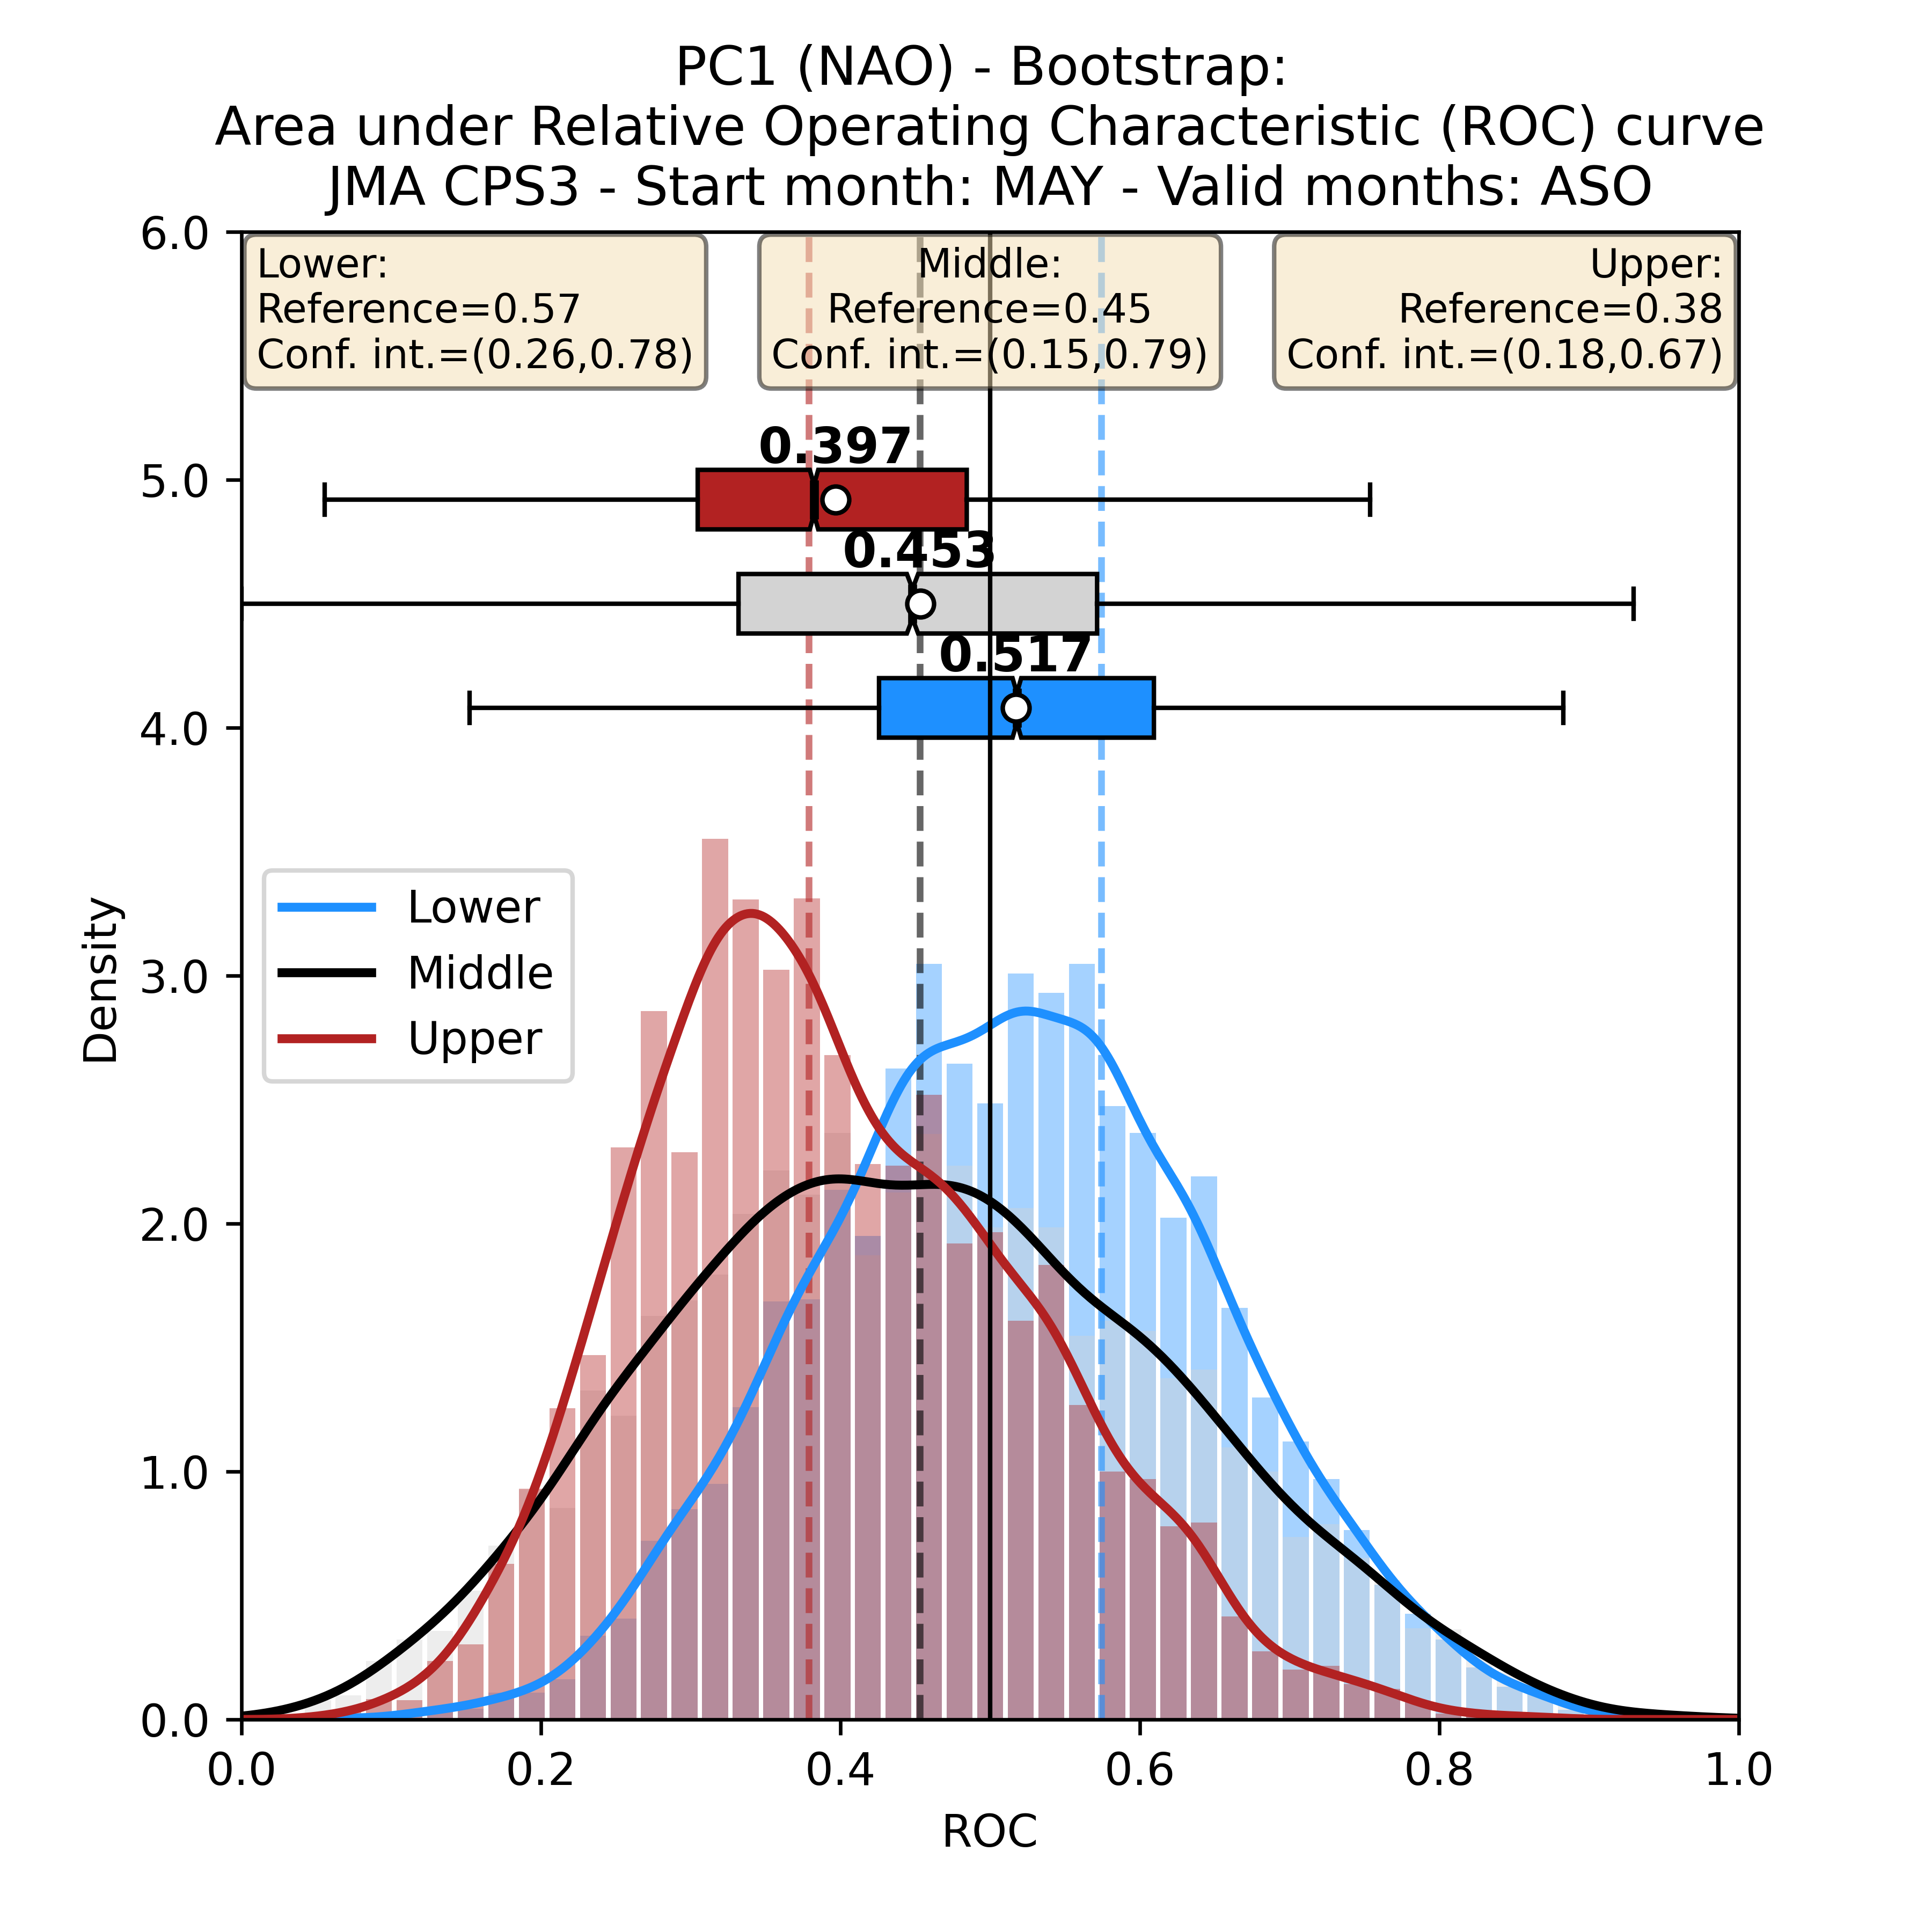 PC1 (NAO) - Bootstrap:
Area under Relative Operating Characteristic (ROC) curve
JMA CPS3 - Start month: MAY - Valid months: ASO
Lower:
Reference=0.57
Conf. int.=(0.26,0.78)
Middle:
Reference=0.45
Conf. int.=(0.15,0.79)
Upper:
Reference=0.38
Conf. int.=(0.18,0.67)
0.397
0.453
0.517
Lower
Middle
Upper
Density
6.0
5.0
4.0
3.0
2.0
1.0
0.0
0.0 0.2 0.4 0.6 0.8 1.0
ROC